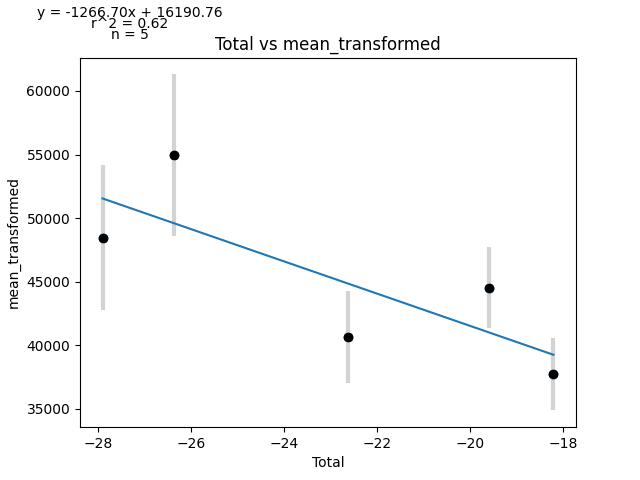 y = -1266.70x + 16190.76
r^2 = 0.62
n = 5
Total vs mean_transformed
60000
55000
50000
45000
40000
35000
mean_transformed
−28
−26
−24
−22
−20
−18
Total